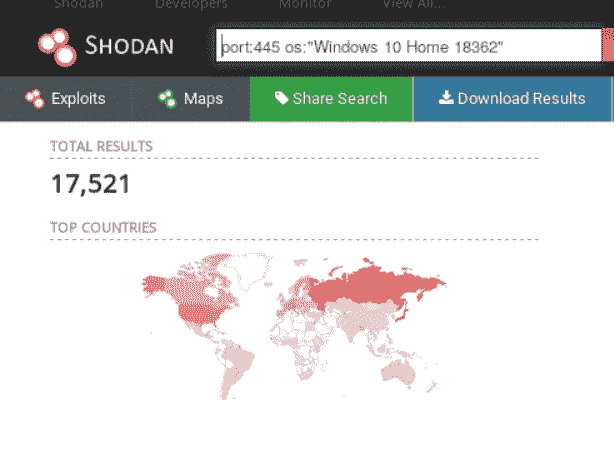 Shodan Developers Monitor View All...
SHODAN port:445 os:"Windows 10 Home 18362"
Exploits Maps Share Search Download Results
TOTAL RESULTS
17,521
TOP COUNTRIES